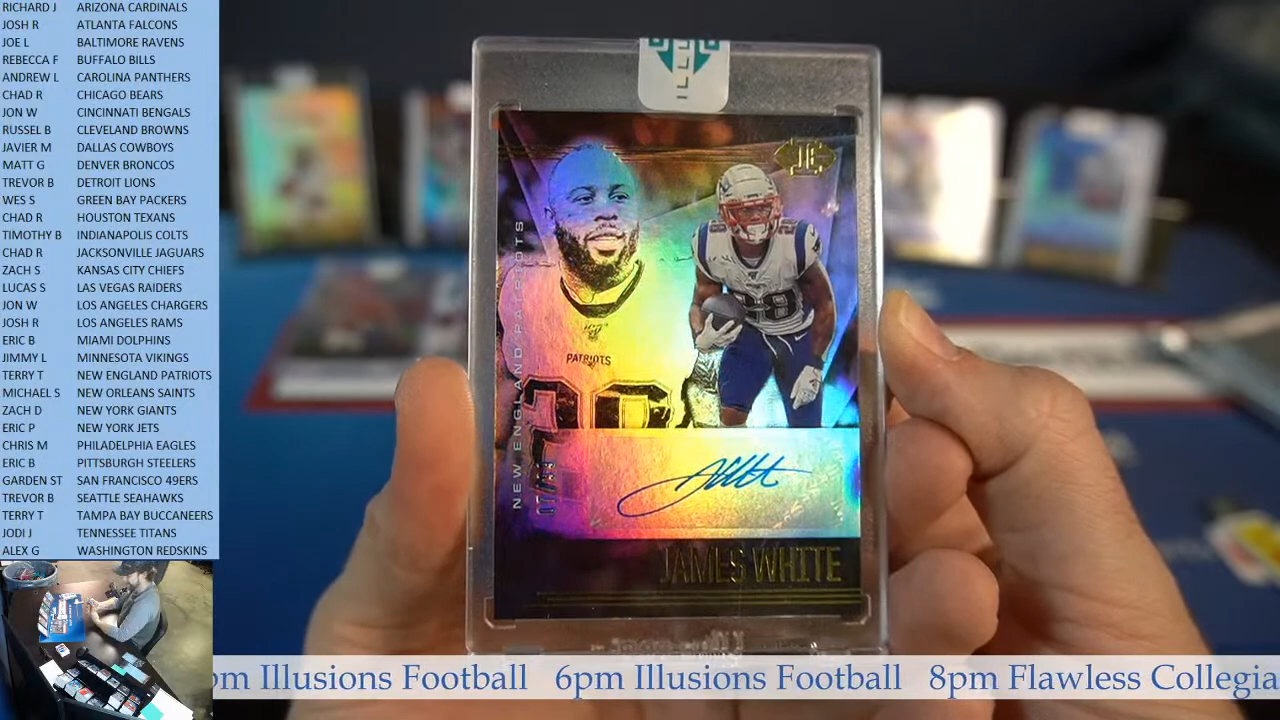 RICHARD J ARIZONA CARDINALS
JOSH R ATLANTA FALCONS
JOE L BALTIMORE RAVENS
REBECCA F BUFFALO BILLS
ANDREW L CAROLINA PANTHERS
CHAD R CHICAGO BEARS
JON W CINCINNATI BENGALS
RUSSEL B CLEVELAND BROWNS
JAVIER M DALLAS COWBOYS
MATT G DENVER BRONCOS
TREVOR B DETROIT LIONS
WES S GREEN BAY PACKERS
CHAD R HOUSTON TEXANS
TIMOTHY B INDIANAPOLIS COLTS
CHAD R JACKSONVILLE JAGUARS
ZACH S KANSAS CITY CHIEFS
LUCAS S LAS VEGAS RAIDERS
JON W LOS ANGELES CHARGERS
JOSH R LOS ANGELES RAMS
ERIC B MIAMI DOLPHINS
JIMMY L MINNESOTA VIKINGS
TERRY T NEW ENGLAND PATRIOTS
MICHAEL S NEW ORLEANS SAINTS
ZACH D NEW YORK GIANTS
ERIC P NEW YORK JETS
CHRIS M PHILADELPHIA EAGLES
ERIC B PITTSBURGH STEELERS
GARDEN ST SAN FRANCISCO 49ERS
TREVOR B SEATTLE SEAHAWKS
TERRY T TAMPA BAY BUCCANEERS
JODI J TENNESSEE TITANS
ALEX G WASHINGTON REDSKINS
ILLU
NEW ENGLAND PATRIOTS
PATRIOTS
28
28
JAMES WHITE
pm Illusions Football 6pm Illusions Football 8pm Flawless Collegia